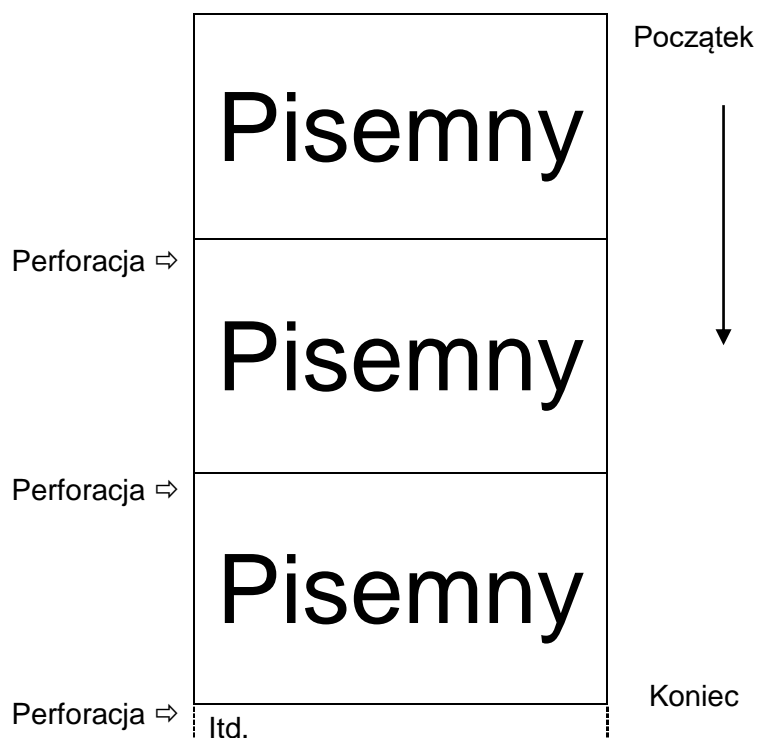 Początek
Pisemny
Perforacja ⇨
Pisemny
Perforacja ⇨
Pisemny
Koniec
Perforacja ⇨
Itd.